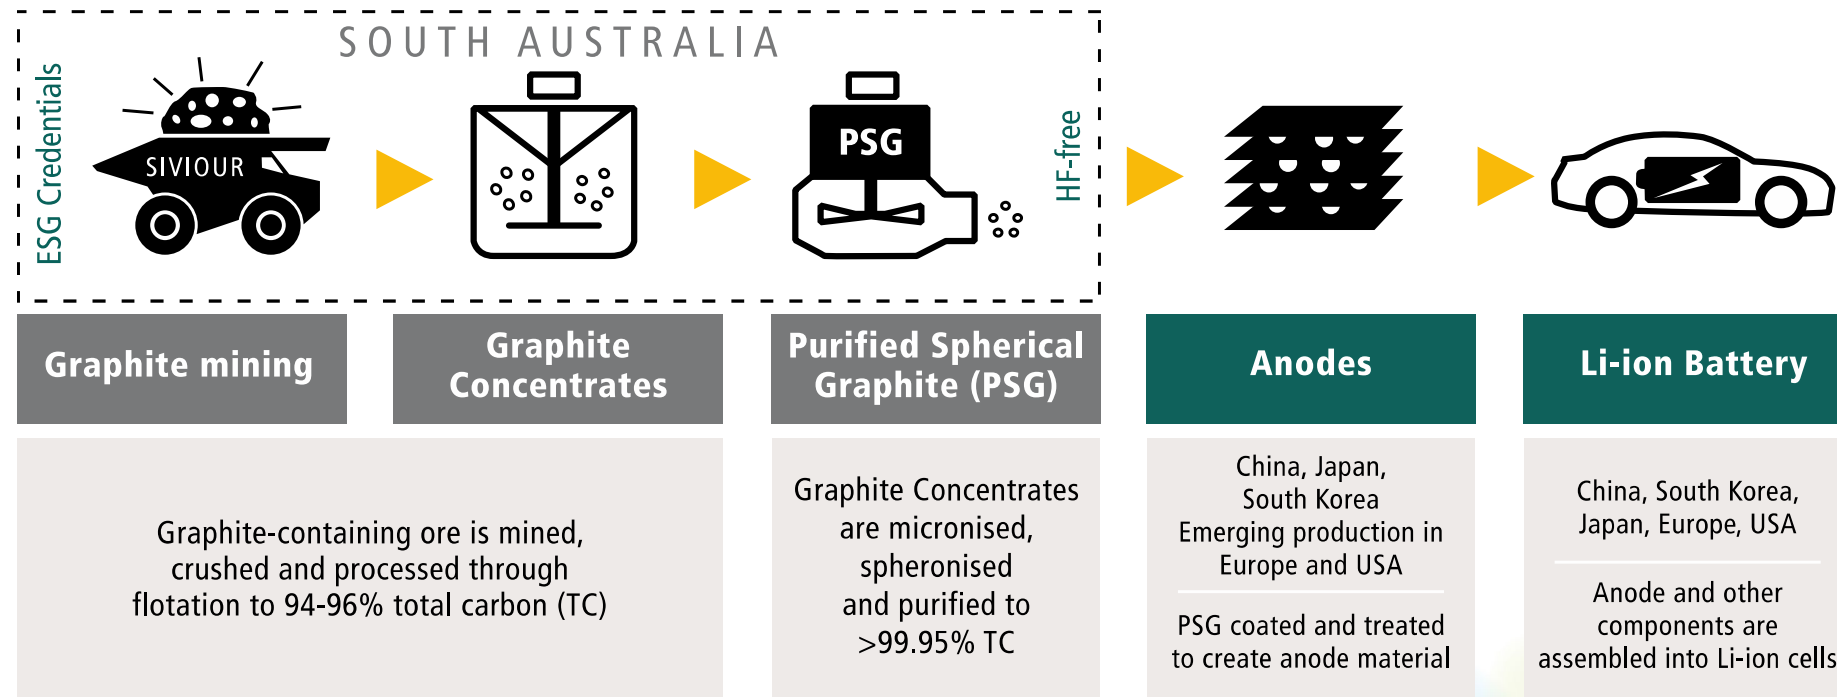 SOUTH AUSTRALIA
ESG Credentials
SIVIOUR
PSG
HF-free
Graphite mining
Graphite
Concentrates
Purified Spherical
Graphite (PSG)
Anodes
Li-ion Battery
Graphite-containing ore is mined,
crushed and processed through
flotation to 94-96% total carbon (TC)
Graphite Concentrates
are micronised,
spheronised
and purified to
>99.95% TC
China, Japan,
South Korea
Emerging production in
Europe and USA
PSG coated and treated
to create anode material
China, South Korea,
Japan, Europe, USA
Anode and other
components are
assembled into Li-ion cells